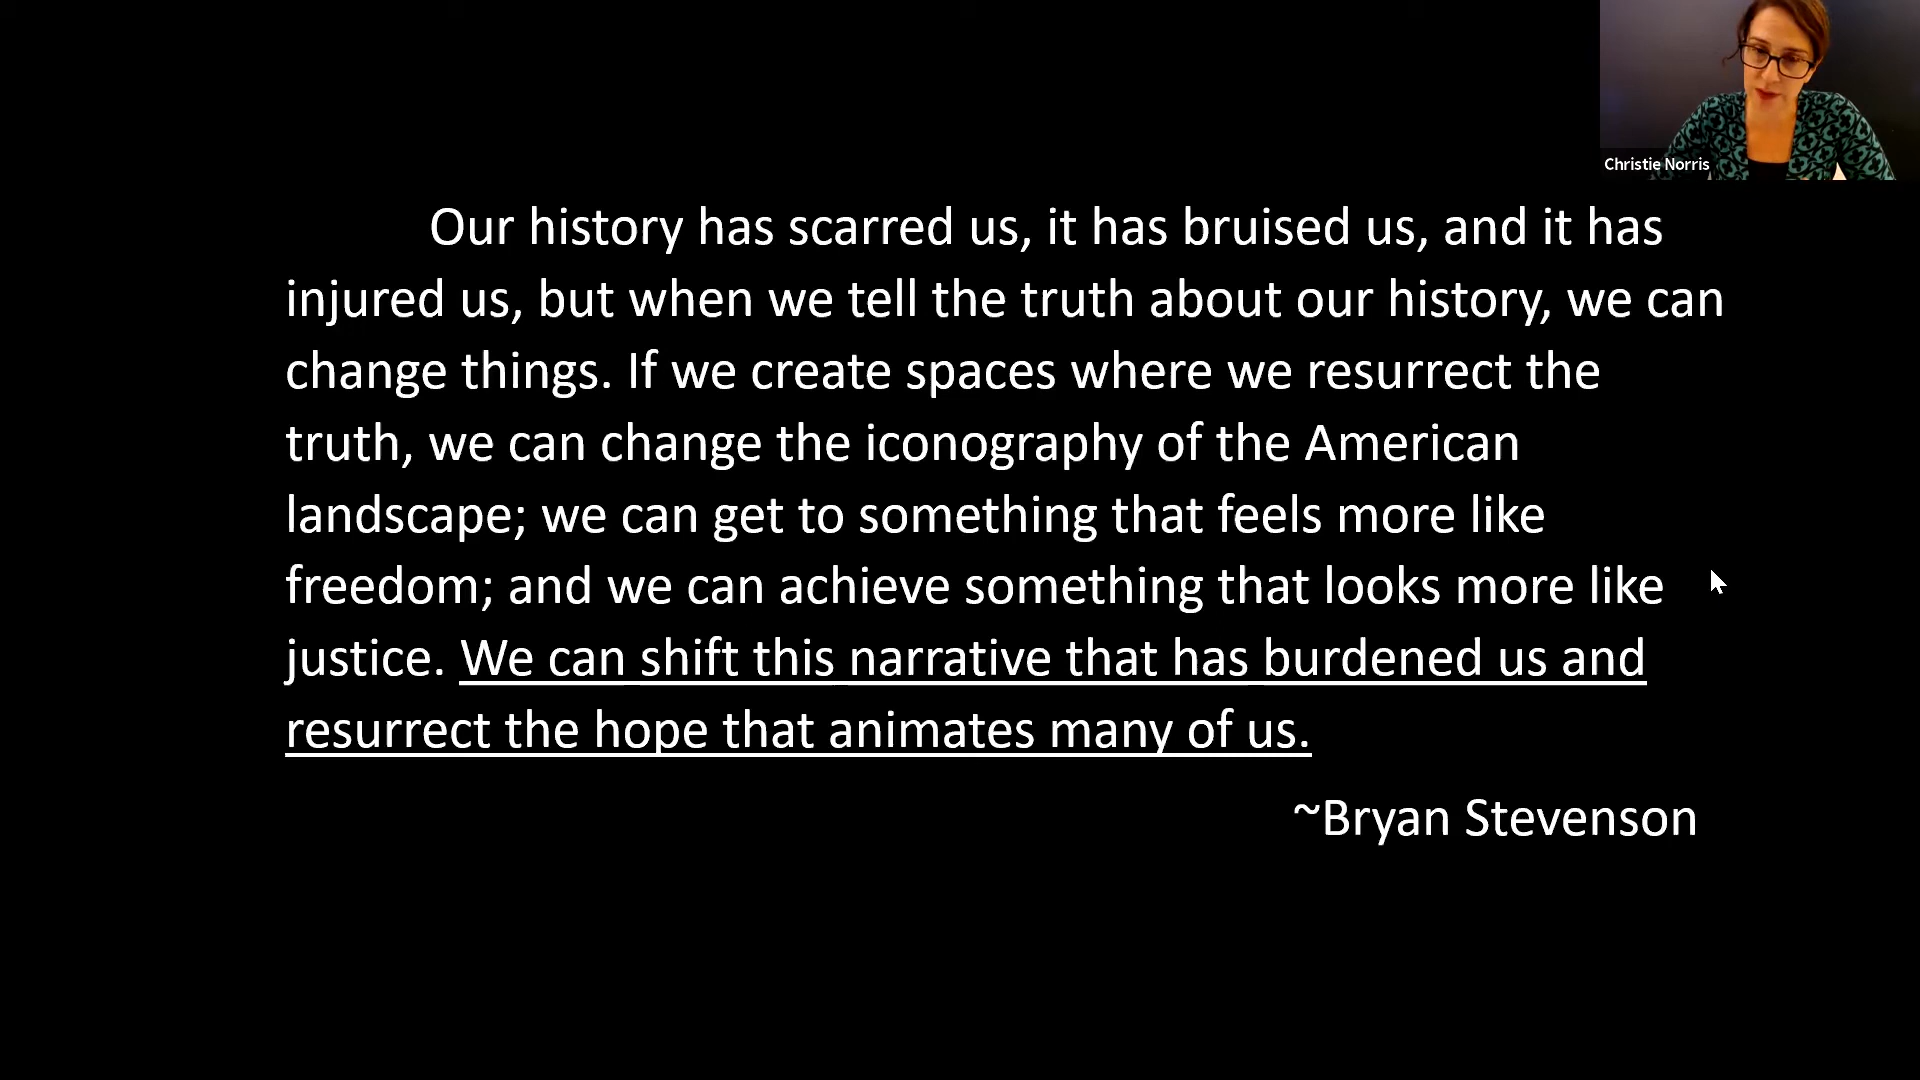 Christie Norris
Our history has scarred us, it has bruised us, and it has
injured us, but when we tell the truth about our history, we can
change things. If we create spaces where we resurrect the
truth, we can change the iconography of the American
landscape; we can get to something that feels more like
freedom; and we can achieve something that looks more like
justice. We can shift this narrative that has burdened us and
resurrect the hope that animates many of us.
~Bryan Stevenson